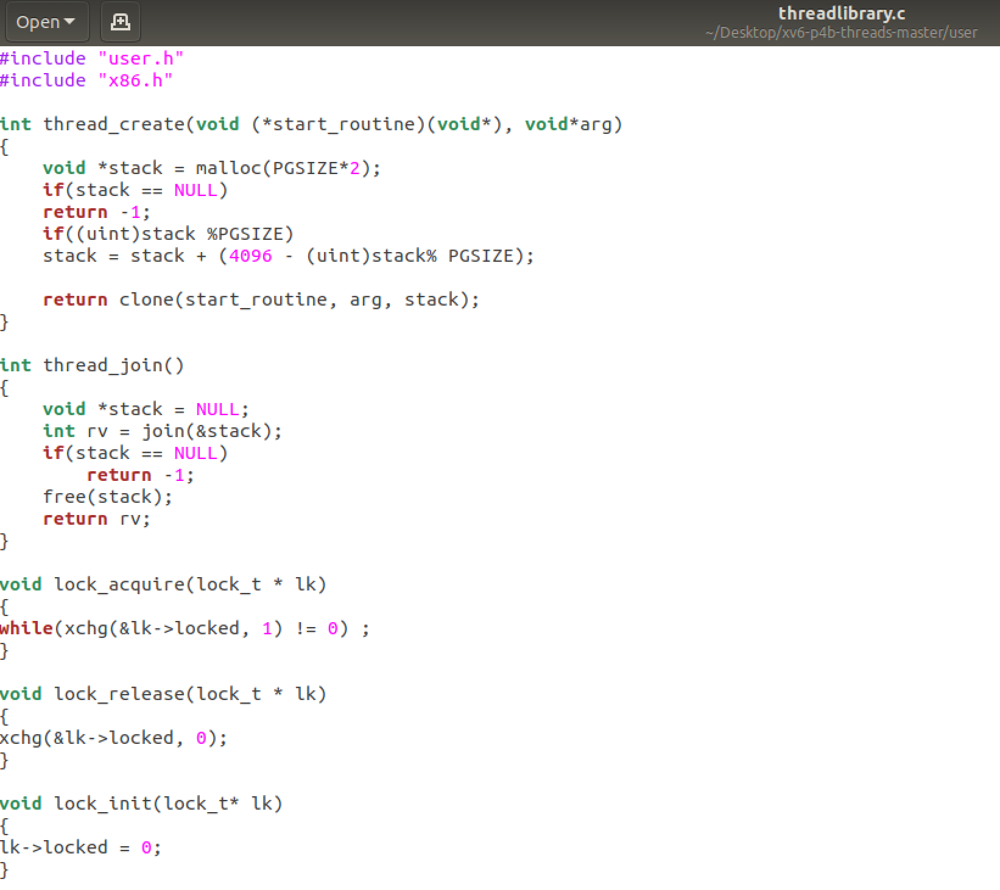 Open
threadlibrary.c
~/Desktop/xv6-p4b-threads-master/user
#include "user.h"
#include "x86.h"

int thread_create(void (*start_routine)(void*), void*arg)
{
    void *stack = malloc(PGSIZE*2);
    if(stack == NULL)
    return -1;
    if((uint)stack %PGSIZE)
    stack = stack + (4096 - (uint)stack% PGSIZE);

    return clone(start_routine, arg, stack);
}

int thread_join()
{
    void *stack = NULL;
    int rv = join(&stack);
    if(stack == NULL)
        return -1;
    free(stack);
    return rv;
}

void lock_acquire(lock_t * lk)
{
while(xchg(&lk->locked, 1) != 0) ;
}

void lock_release(lock_t * lk)
{
xchg(&lk->locked, 0);
}

void lock_init(lock_t* lk)
{
lk->locked = 0;
}